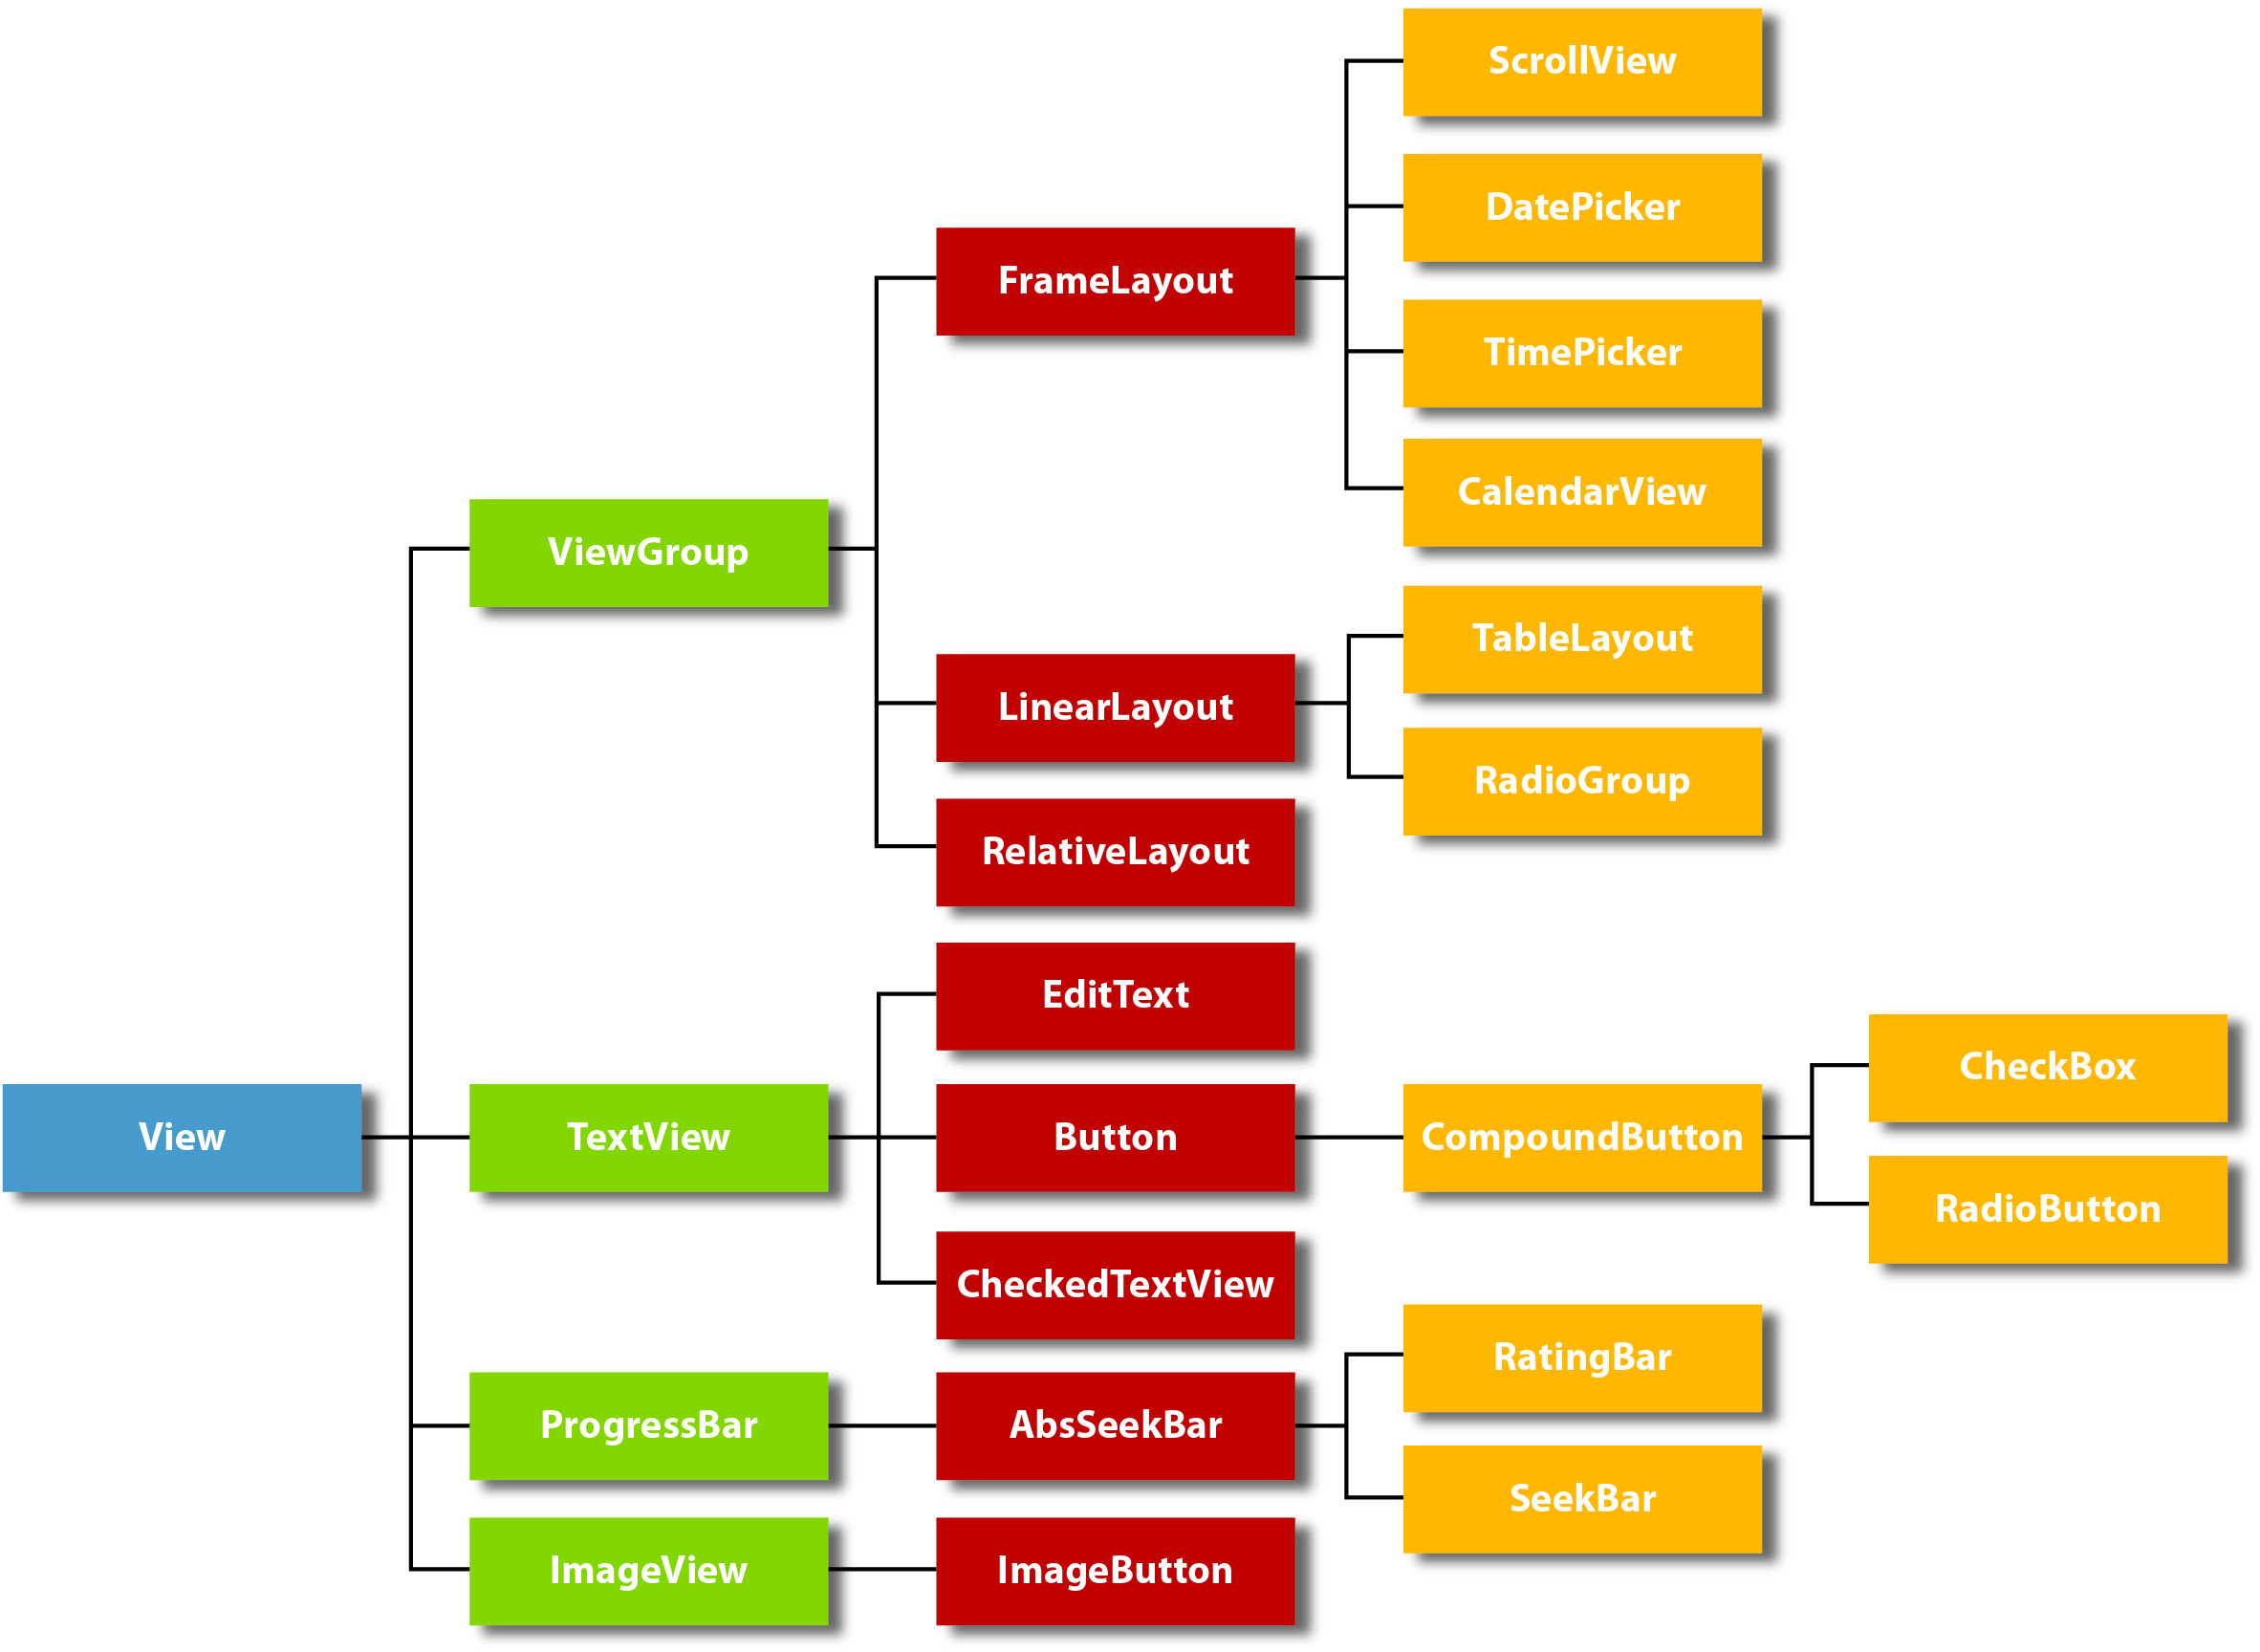 View
ViewGroup
TextView
ProgressBar
ImageView
FrameLayout
LinearLayout
RelativeLayout
EditText
Button
CheckedTextView
AbsSeekBar
ImageButton
ScrollView
DatePicker
TimePicker
CalendarView
TableLayout
RadioGroup
CompoundButton
RatingBar
SeekBar
CheckBox
RadioButton